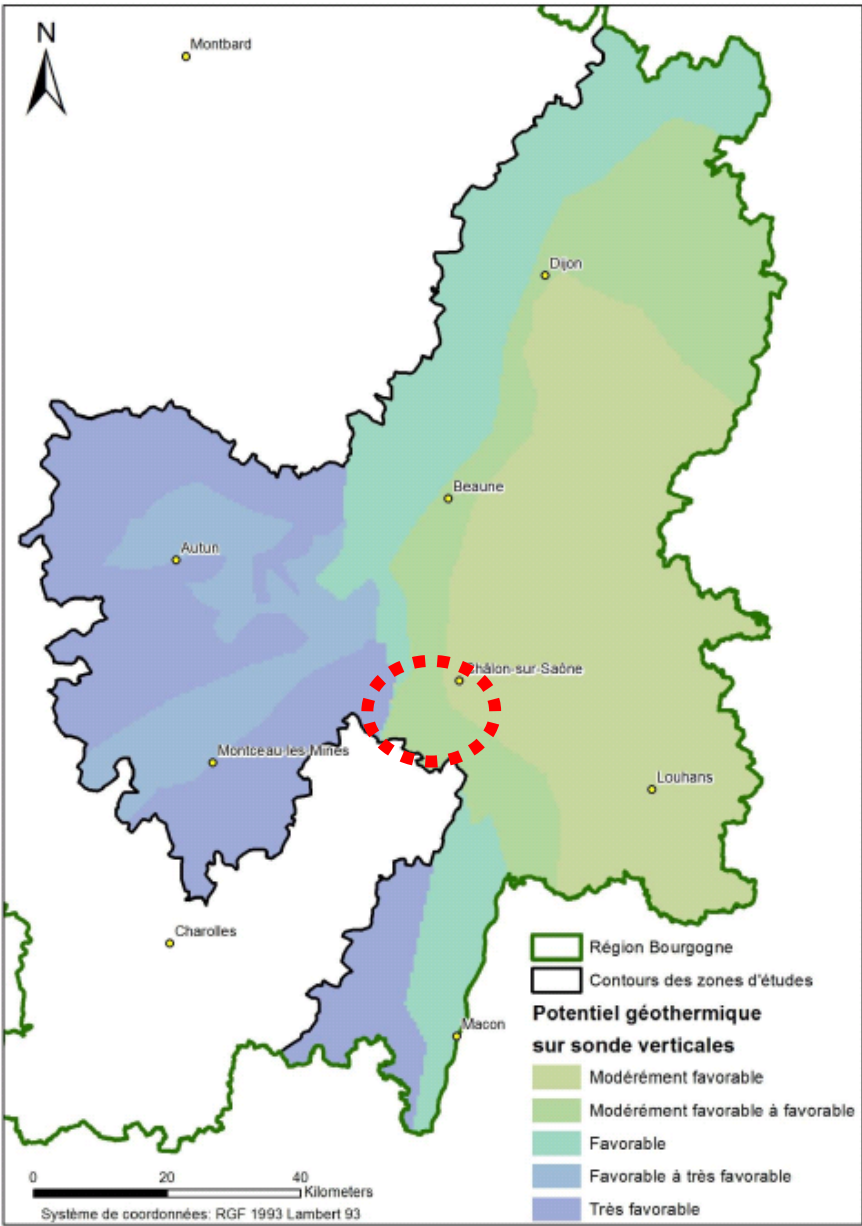 N
Montbard
Dijon
Beaune
Autun
Châlon-sur-Saône
Montceau-les-Mines
Louhans
Charolles
Macon
Région Bourgogne
Contours des zones d'études
Potentiel géothermique
sur sonde verticales
Modérément favorable
Modérément favorable à favorable
Favorable
Favorable à très favorable
Très favorable
0 20 40
Kilometers
Système de coordonnées: RGF 1993 Lambert 93